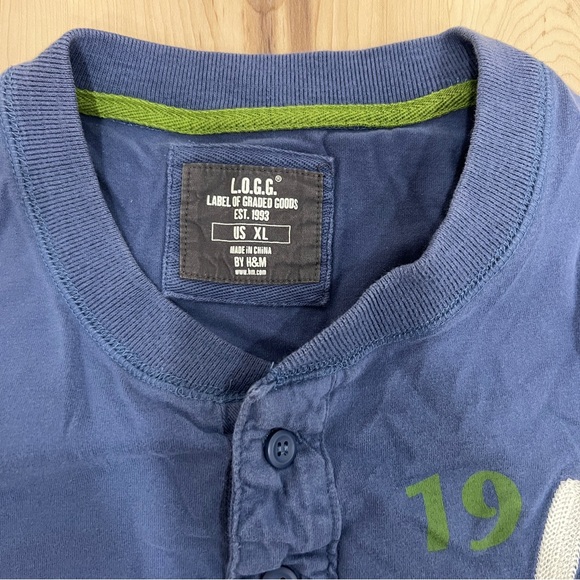 L.O.G.G.®
LABEL OF GRADED GOODS
EST. 1993
US XL
MADE IN CHINA
BY H&M
www.hm.com
19